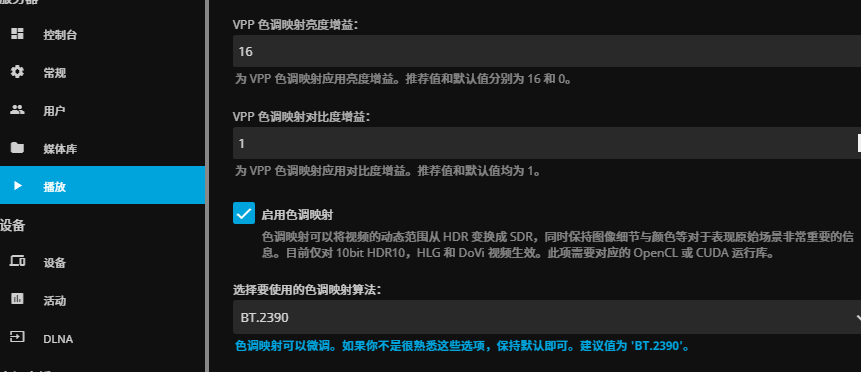 服务器
控制台
常规
用户
媒体库
播放
设备
设备
活动
DLNA
VPP 色调映射亮度增益：
16
为 VPP 色调映射应用亮度增益。推荐值和默认值分别为 16 和 0。
VPP 色调映射对比度增益：
1
为 VPP 色调映射应用对比度增益。推荐值和默认值均为 1。
启用色调映射
色调映射可以将视频的动态范围从 HDR 变换成 SDR，同时保持图像细节与颜色等对于表现原始场景非常重要的信
息。目前仅对 10bit HDR10，HLG 和 DoVi 视频生效。此项需要对应的 OpenCL 或 CUDA 运行库。
选择要使用的色调映射算法：
BT.2390
色调映射可以微调。如果你不是很熟悉这些选项，保持默认即可。建议值为 'BT.2390'。